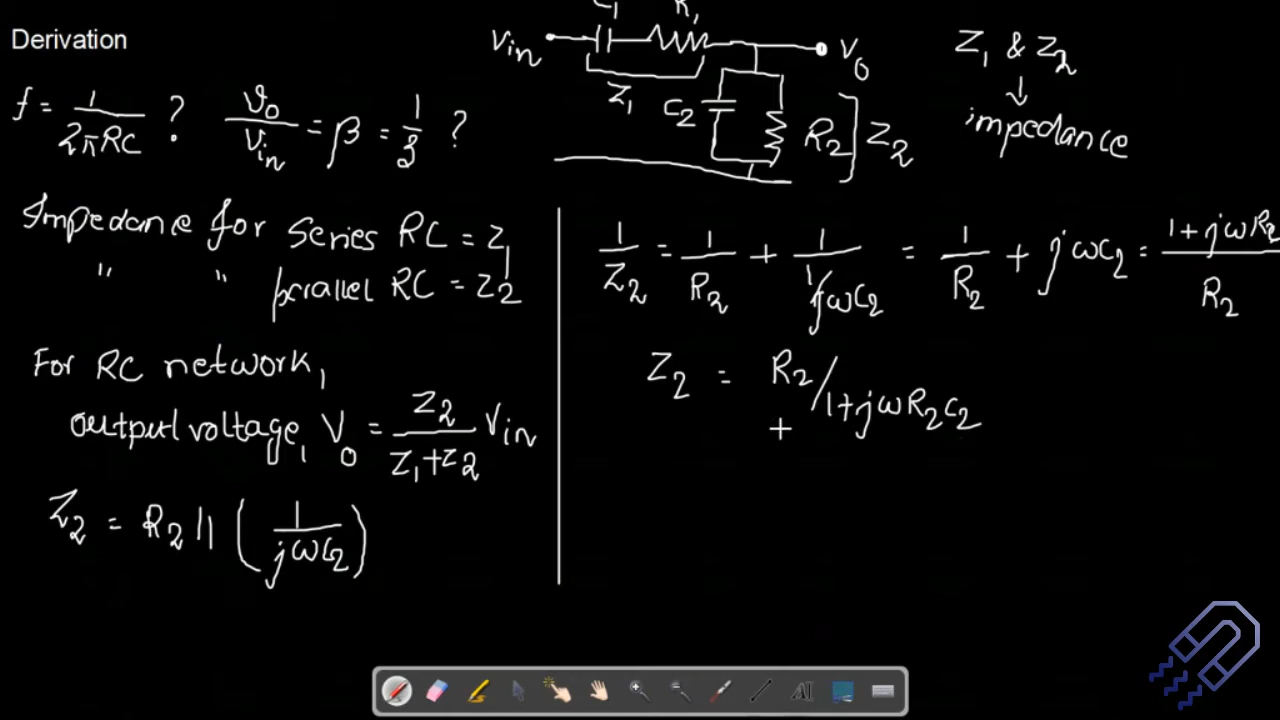 Derivation
f = 1/2πRC ? v₀/Vin = β = 1/3 ?
C₁ R₁
Vin V₀
Z₁ C₂ R₂ ] Z₂
Z₁ & Z₂
↓
impedance
Impedance for series RC = Z₁
" " parallel RC = Z₂
For RC network,
output voltage, V₀ = Z₂/Z₁+Z₂ Vin
Z₂ = R₂ || (1/jωC₂)
1/Z₂ = 1/R₂ + 1/1/jωC₂ = 1/R₂ + jωC₂ = 1+jωR₂/R₂
Z₂ = R₂/1+jωR₂C₂
+
AI